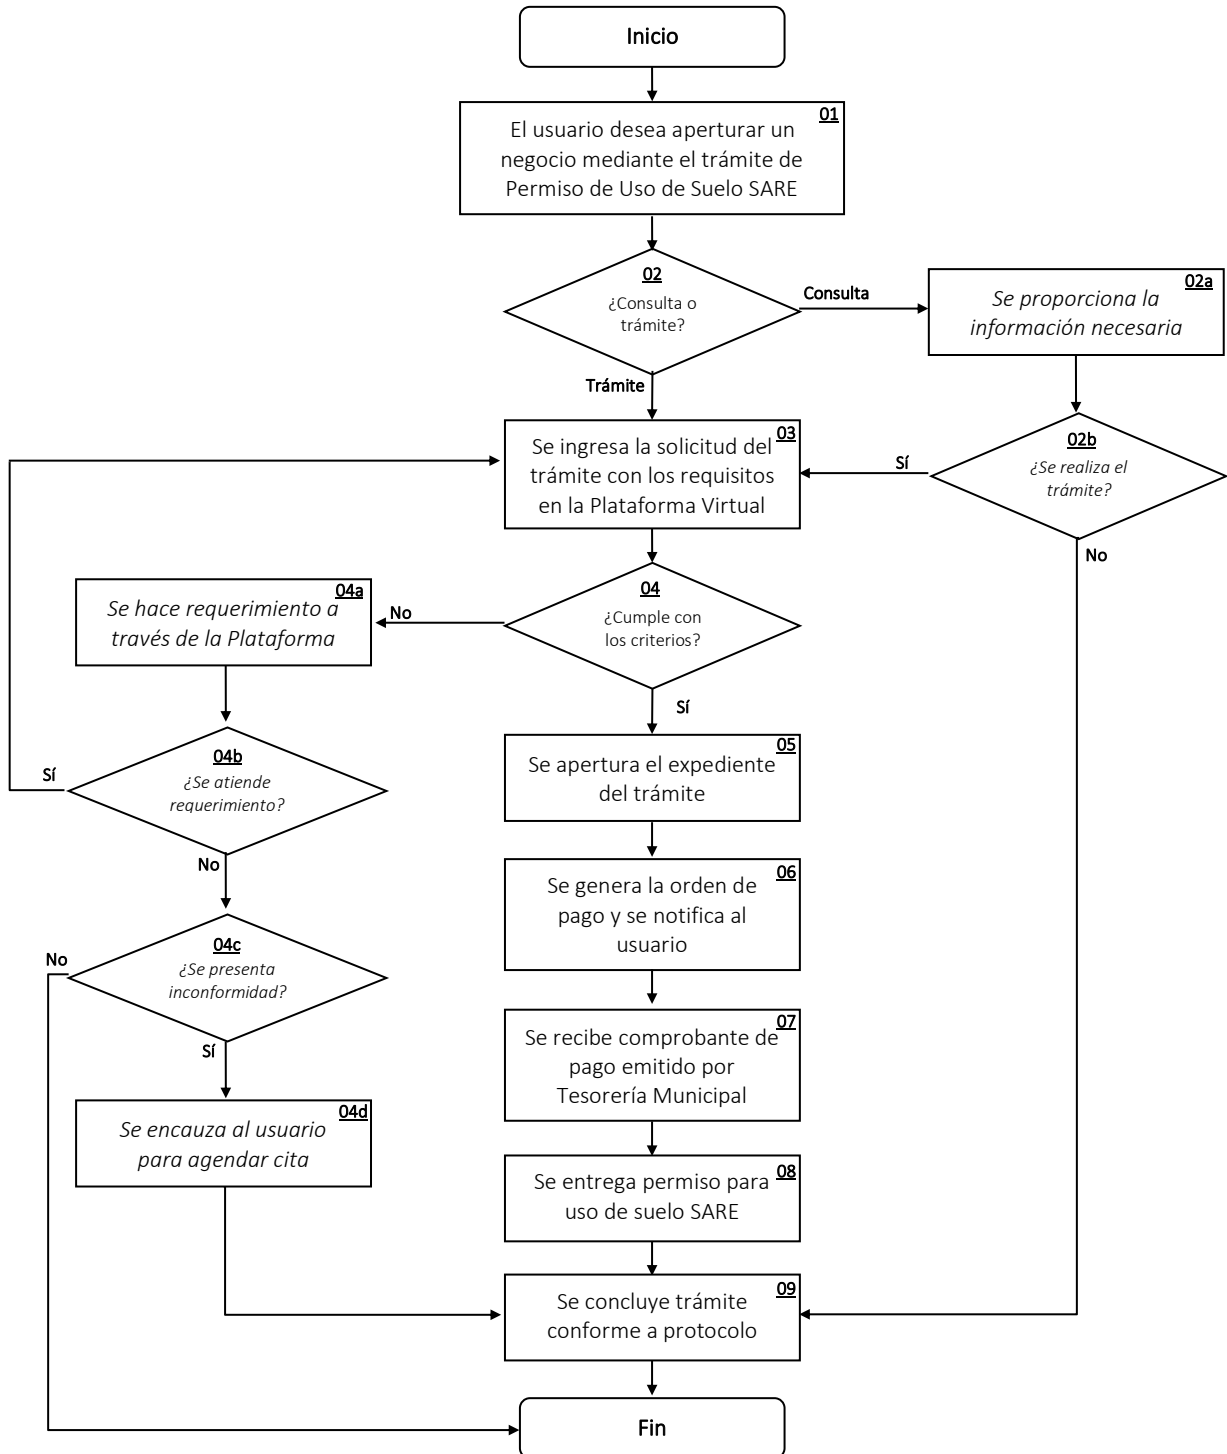 Inicio
01
El usuario desea aperturar un
negocio mediante el trámite de
Permiso de Uso de Suelo SARE
02
¿Consulta o
trámite?
Consulta
02a
Se proporciona la
información necesaria
Trámite
03
Se ingresa la solicitud del
trámite con los requisitos
en la Plataforma Virtual
Sí
02b
¿Se realiza el
trámite?
No
04a
Se hace requerimiento a
través de la Plataforma
No
04
¿Cumple con
los criterios?
Sí
04b
¿Se atiende
requerimiento?
Sí
No
05
Se apertura el expediente
del trámite
06
Se genera la orden de
pago y se notifica al
usuario
04c
¿Se presenta
inconformidad?
No
Sí
07
Se recibe comprobante de
pago emitido por
Tesorería Municipal
04d
Se encauza al usuario
para agendar cita
08
Se entrega permiso para
uso de suelo SARE
09
Se concluye trámite
conforme a protocolo
Fin